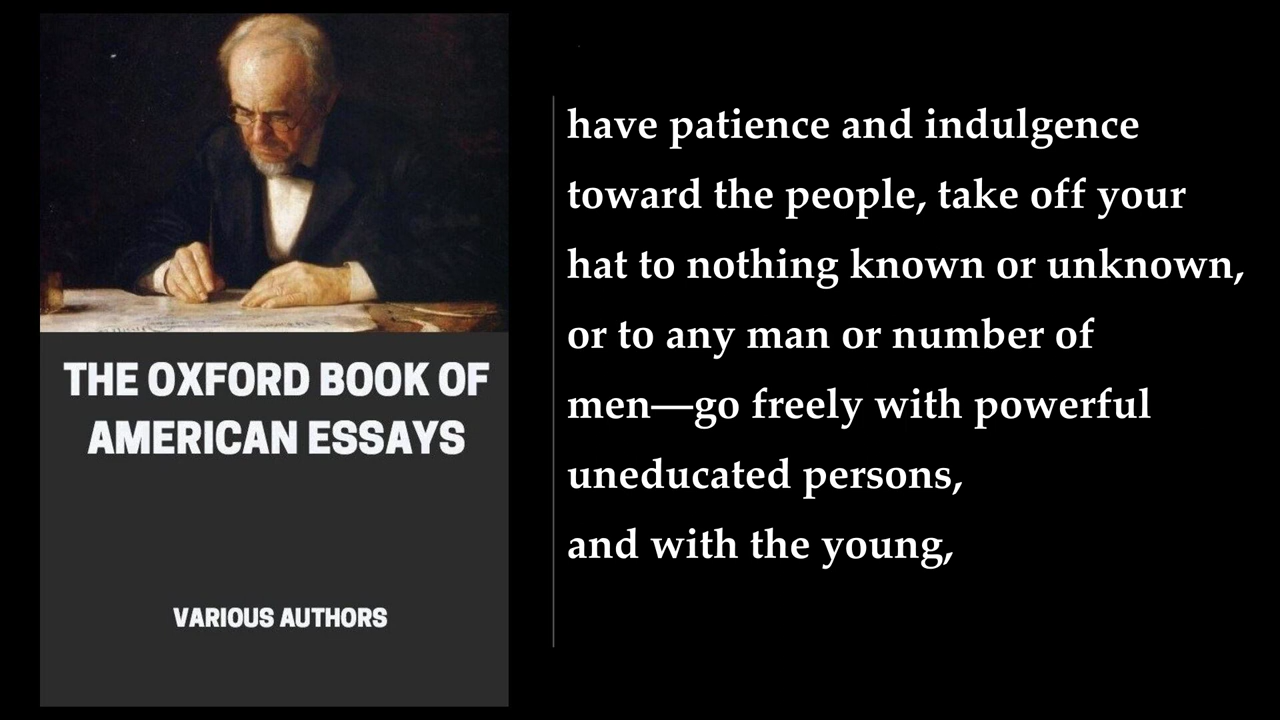 THE OXFORD BOOK OF
AMERICAN ESSAYS
VARIOUS AUTHORS
have patience and indulgence
toward the people, take off your
hat to nothing known or unknown,
or to any man or number of
men—go freely with powerful
uneducated persons,
and with the young,